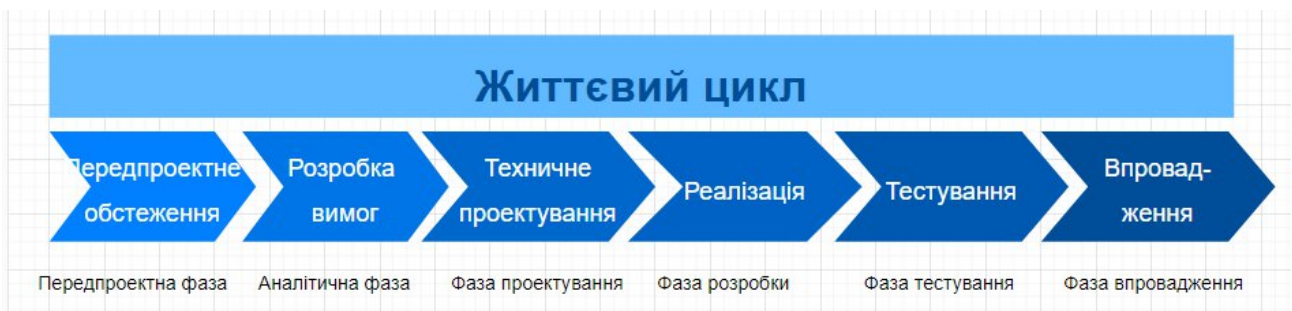 Життєвий цикл
Передпроектне
обстеження
Розробка
вимог
Техничне
проектування
Реалізація
Тестування
Впровад-
ження
Передпроектна фаза
Аналітична фаза
Фаза проектування
Фаза розробки
Фаза тестування
Фаза впровадження